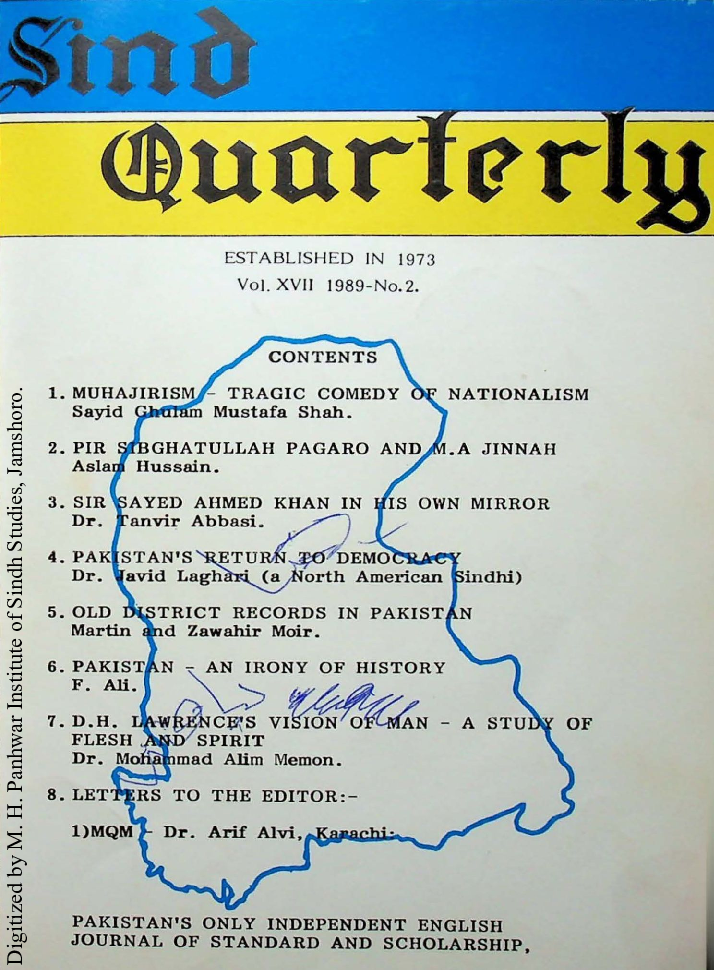 Sind
Quarterly
ESTABLISHED IN 1973
Vol. XVII 1989-No.2.
CONTENTS
1. MUHAJIRISM - TRAGIC COMEDY OF NATIONALISM
Sayid Ghulam Mustafa Shah.
2. PIR SIBGHATULLAH PAGARO AND M.A JINNAH
Aslam Hussain.
3. SIR SAYED AHMED KHAN IN HIS OWN MIRROR
Dr. Tanvir Abbasi.
4. PAKISTAN'S RETURN TO DEMOCRACY
Dr. Javid Laghari (a North American Sindhi)
5. OLD DISTRICT RECORDS IN PAKISTAN
Martin and Zawahir Moir.
6. PAKISTAN - AN IRONY OF HISTORY
F. Ali.
7. D.H. LAWRENCE'S VISION OF MAN - A STUDY OF
FLESH AND SPIRIT
Dr. Mohammad Alim Memon.
8. LETTERS TO THE EDITOR:-
1)MQM - Dr. Arif Alvi, Karachi:
PAKISTAN'S ONLY INDEPENDENT ENGLISH
JOURNAL OF STANDARD AND SCHOLARSHIP,
Digitized by M. H. Panhwar Institute of Sindh Studies, Jamshoro.